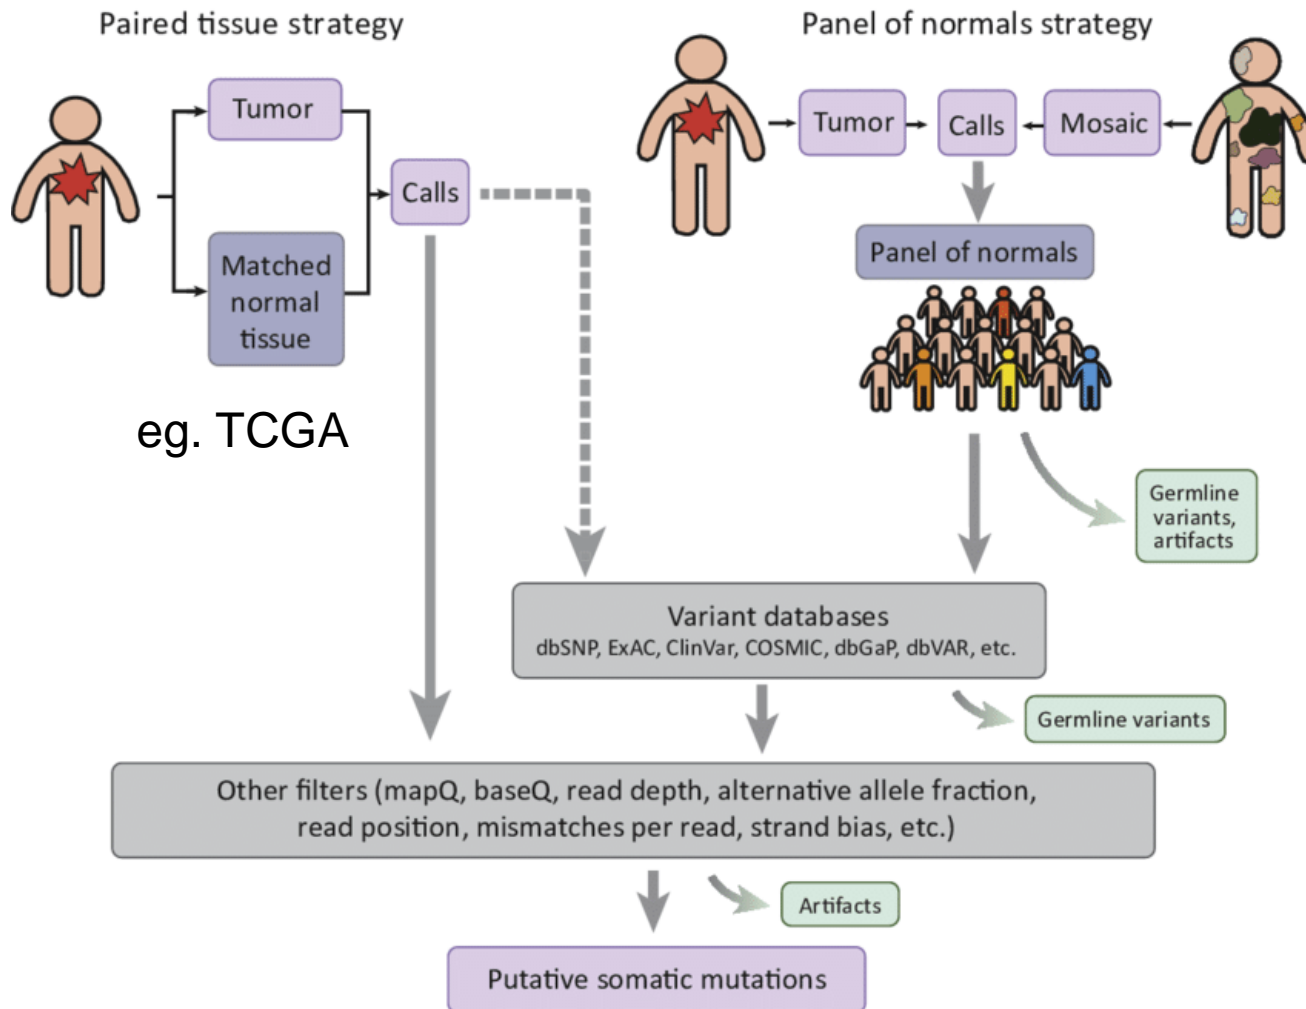 Paired tissue strategy
Panel of normals strategy
Tumor
Matched
normal
tissue
Calls
eg. TCGA
Tumor
Calls
Mosaic
Panel of normals
Germline
variants,
artifacts
Variant databases
dbSNP, ExAC, ClinVar, COSMIC, dbGaP, dbVAR, etc.
Germline variants
Other filters (mapQ, baseQ, read depth, alternative allele fraction,
read position, mismatches per read, strand bias, etc.)
Artifacts
Putative somatic mutations